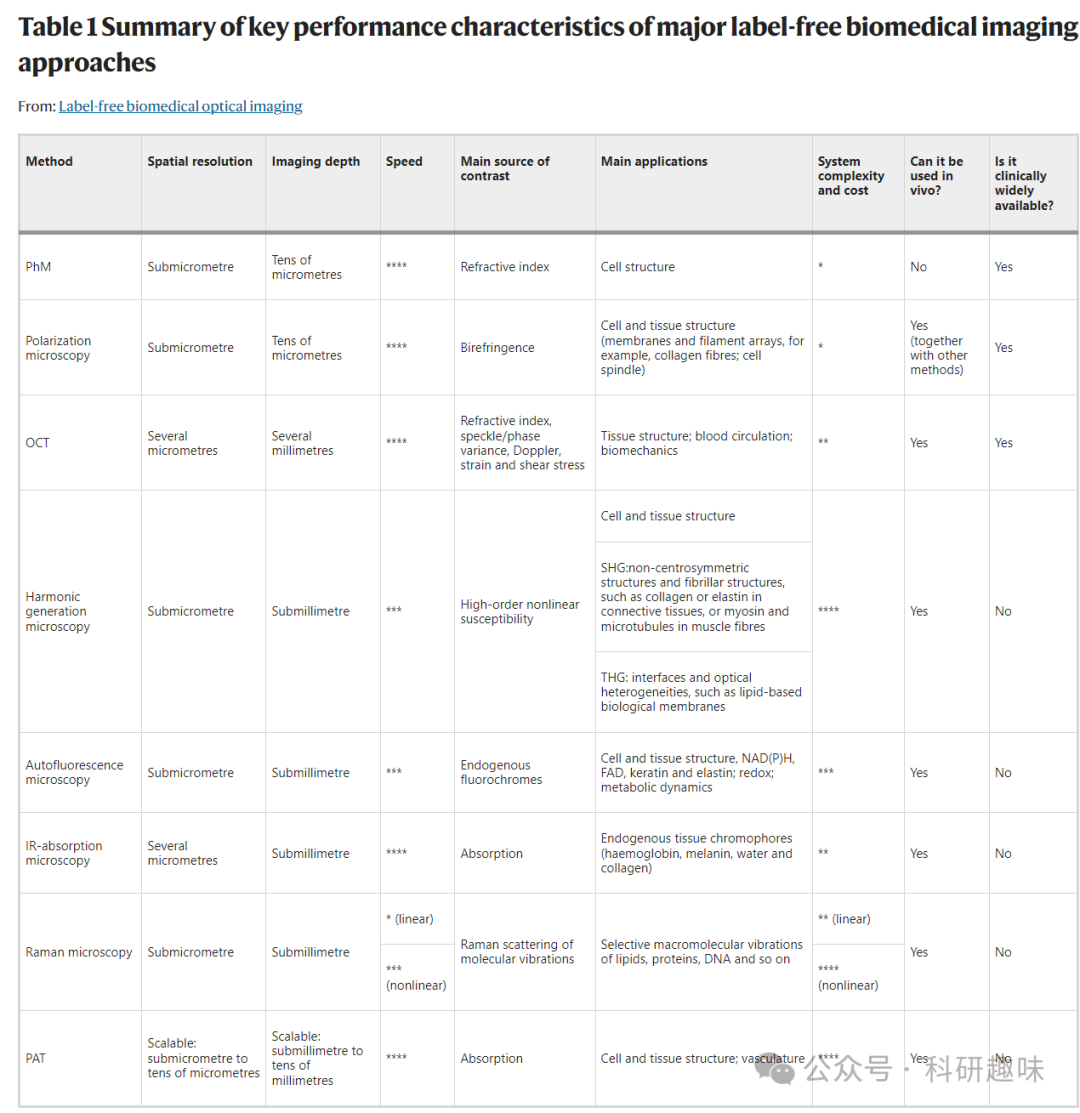 Table 1 Summary of key performance characteristics of major label-free biomedical imaging
approaches
From: Label-free biomedical optical imaging
Method Spatial resolution Imaging depth Speed Main source of contrast Main applications System complexity and cost Can it be used in vivo? Is it clinically widely available?
PhM Submicrometre Tens of micrometres **** Refractive index Cell structure * No Yes
Polarization microscopy Submicrometre Tens of micrometres **** Birefringence Cell and tissue structure (membranes and filament arrays, for example, collagen fibres; cell spindle) * Yes (together with other methods) Yes
OCT Several micrometres Several millimetres **** Refractive index, speckle/phase variance, Doppler, strain and shear stress Tissue structure; blood circulation; biomechanics ** Yes Yes
Harmonic generation microscopy Submicrometre Submillimetre *** High-order nonlinear susceptibility Cell and tissue structure
SHG:non-centrosymmetric structures and fibrillar structures, such as collagen or elastin in connective tissues, or myosin and microtubules in muscle fibres
THG: interfaces and optical heterogeneities, such as lipid-based biological membranes **** Yes No
Autofluorescence microscopy Submicrometre Submillimetre *** Endogenous fluorochromes Cell and tissue structure, NAD(P)H, FAD, keratin and elastin; redox; metabolic dynamics *** Yes No
IR-absorption microscopy Several micrometres Submillimetre **** Absorption Endogenous tissue chromophores (haemoglobin, melanin, water and collagen) ** Yes No
Raman microscopy Submicrometre Submillimetre * (linear) *** (nonlinear) Raman scattering of molecular vibrations Selective macromolecular vibrations of lipids, proteins, DNA and so on ** (linear) **** (nonlinear) Yes No
PAT Scalable: submicrometre to tens of micrometres Scalable: submillimetre to tens of millimetres **** Absorption Cell and tissue structure; vasculature **** Yes No
公众号 · 科研趣味